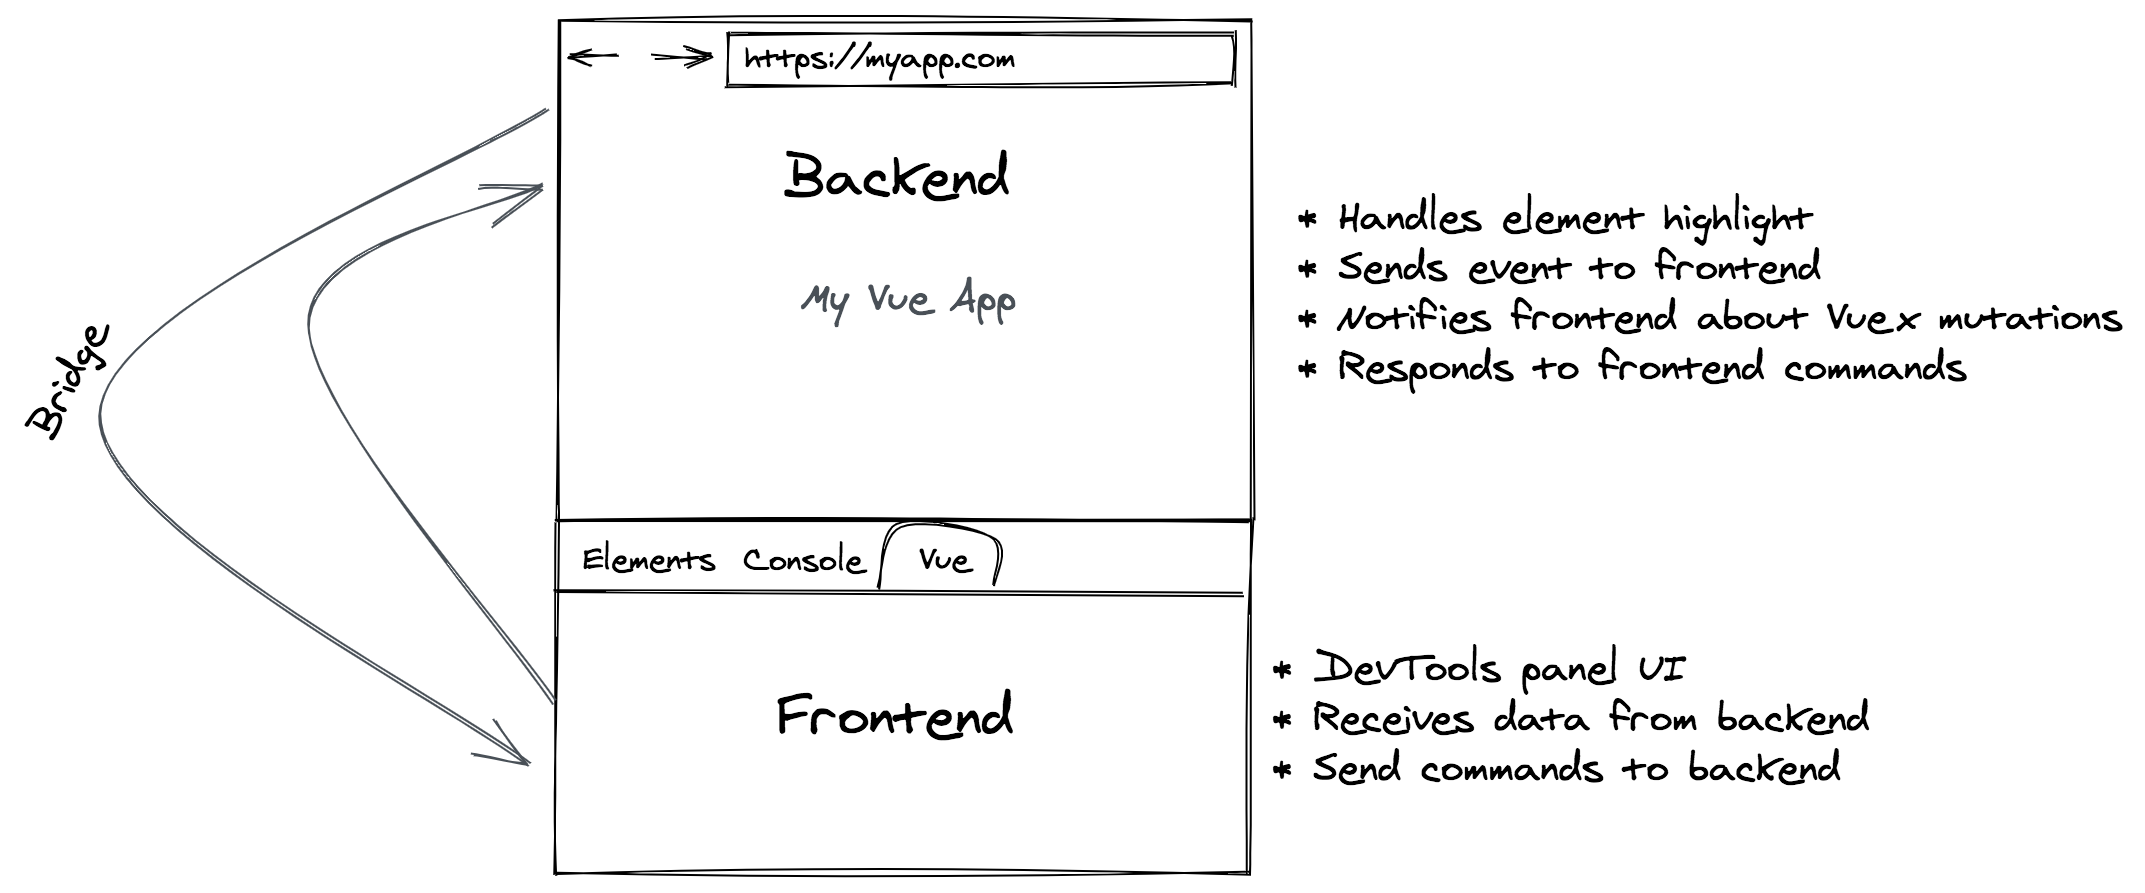 https://myapp.com
Backend
My Vue App
* Handles element highlight
* Sends event to frontend
* Notifies frontend about Vuex mutations
* Responds to frontend commands
Bridge
Elements Console Vue
Frontend
* DevTools panel UI
* Receives data from backend
* Send commands to backend